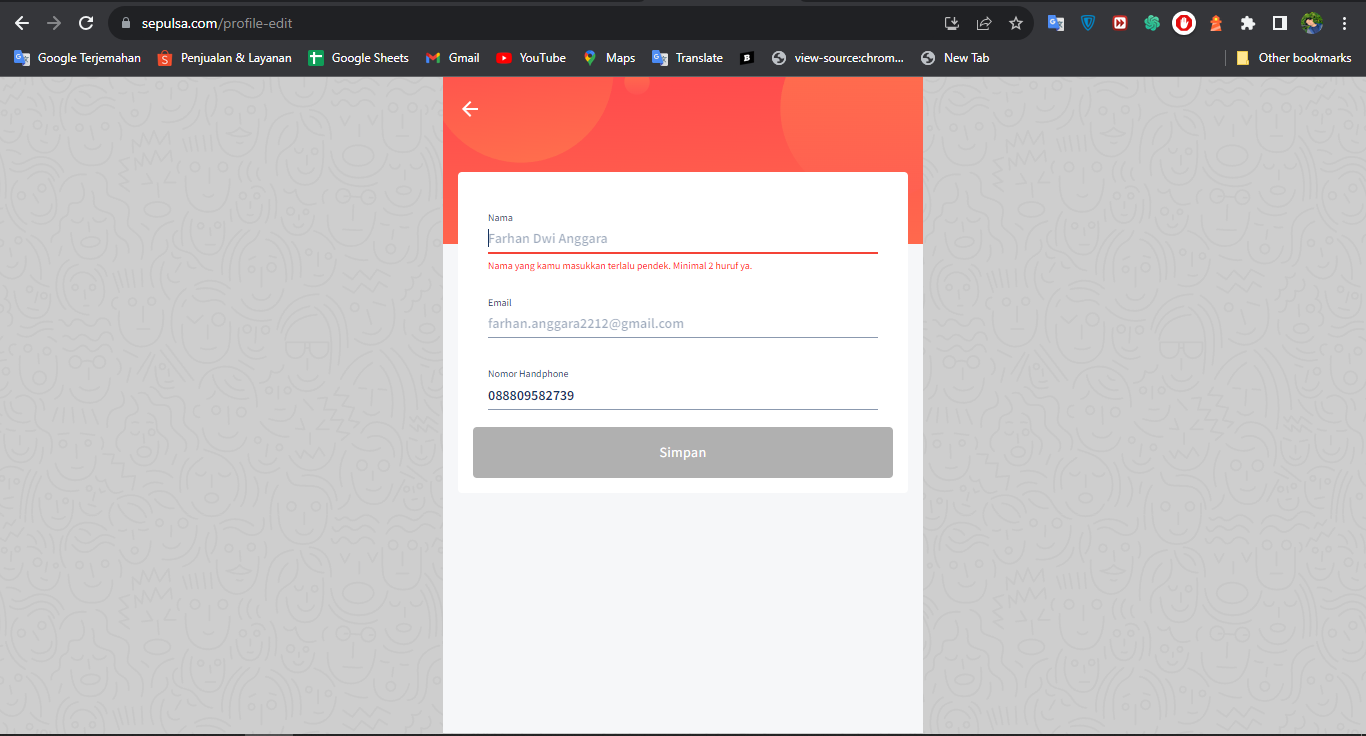 sepulsa.com/profile-edit
Google Terjemahan Penjualan & Layanan Google Sheets Gmail YouTube Maps Translate view-source:chrom... New Tab Other bookmarks
Nama
Farhan Dwi Anggara
Nama yang kamu masukkan terlalu pendek. Minimal 2 huruf ya.
Email
farhan.anggara2212@gmail.com
Nomor Handphone
088809582739
Simpan